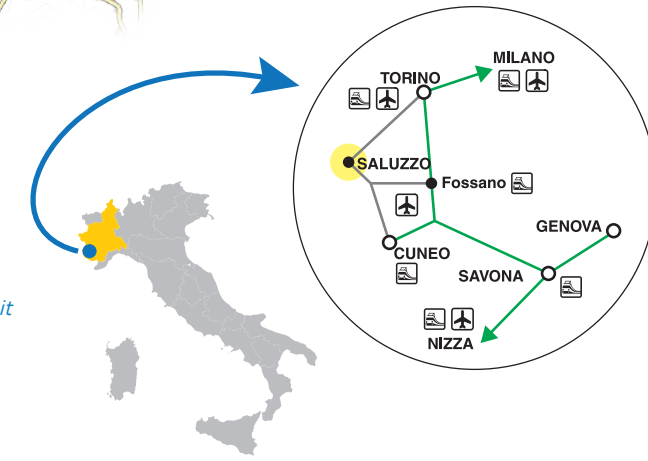 MILANO
TORINO
SALUZZO
Fossano
GENOVA
CUNEO
SAVONA
NIZZA
it